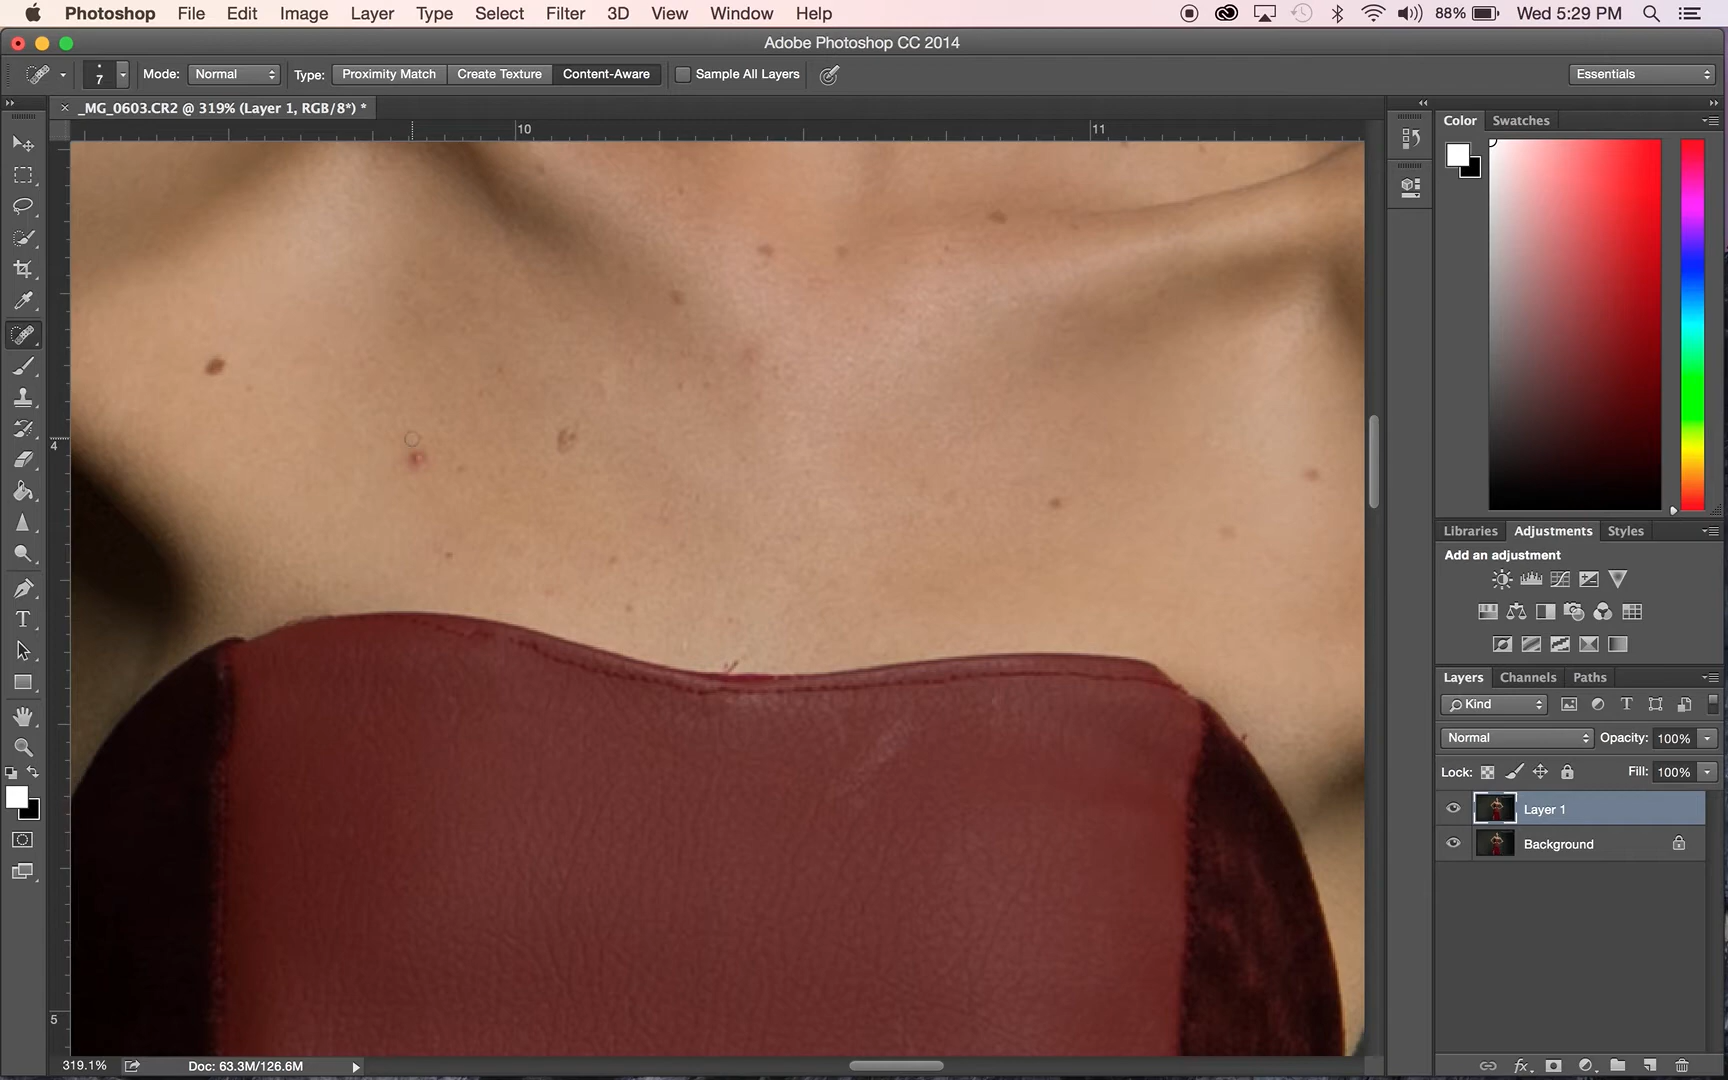 Photoshop File Edit Image Layer Type Select Filter 3D View Window Help 88% Wed 5:29 PM
Adobe Photoshop CC 2014
7 Mode: Normal Type: Proximity Match Create Texture Content-Aware Sample All Layers Essentials
_MG_0603.CR2 @ 319% (Layer 1, RGB/8*) *
10 11
4
5
Color Swatches
Libraries Adjustments Styles
Add an adjustment
Layers Channels Paths
Kind T
Normal Opacity: 100%
Lock: Fill: 100%
Layer 1
Background
fx
319.1% Doc: 63.3M/126.6M